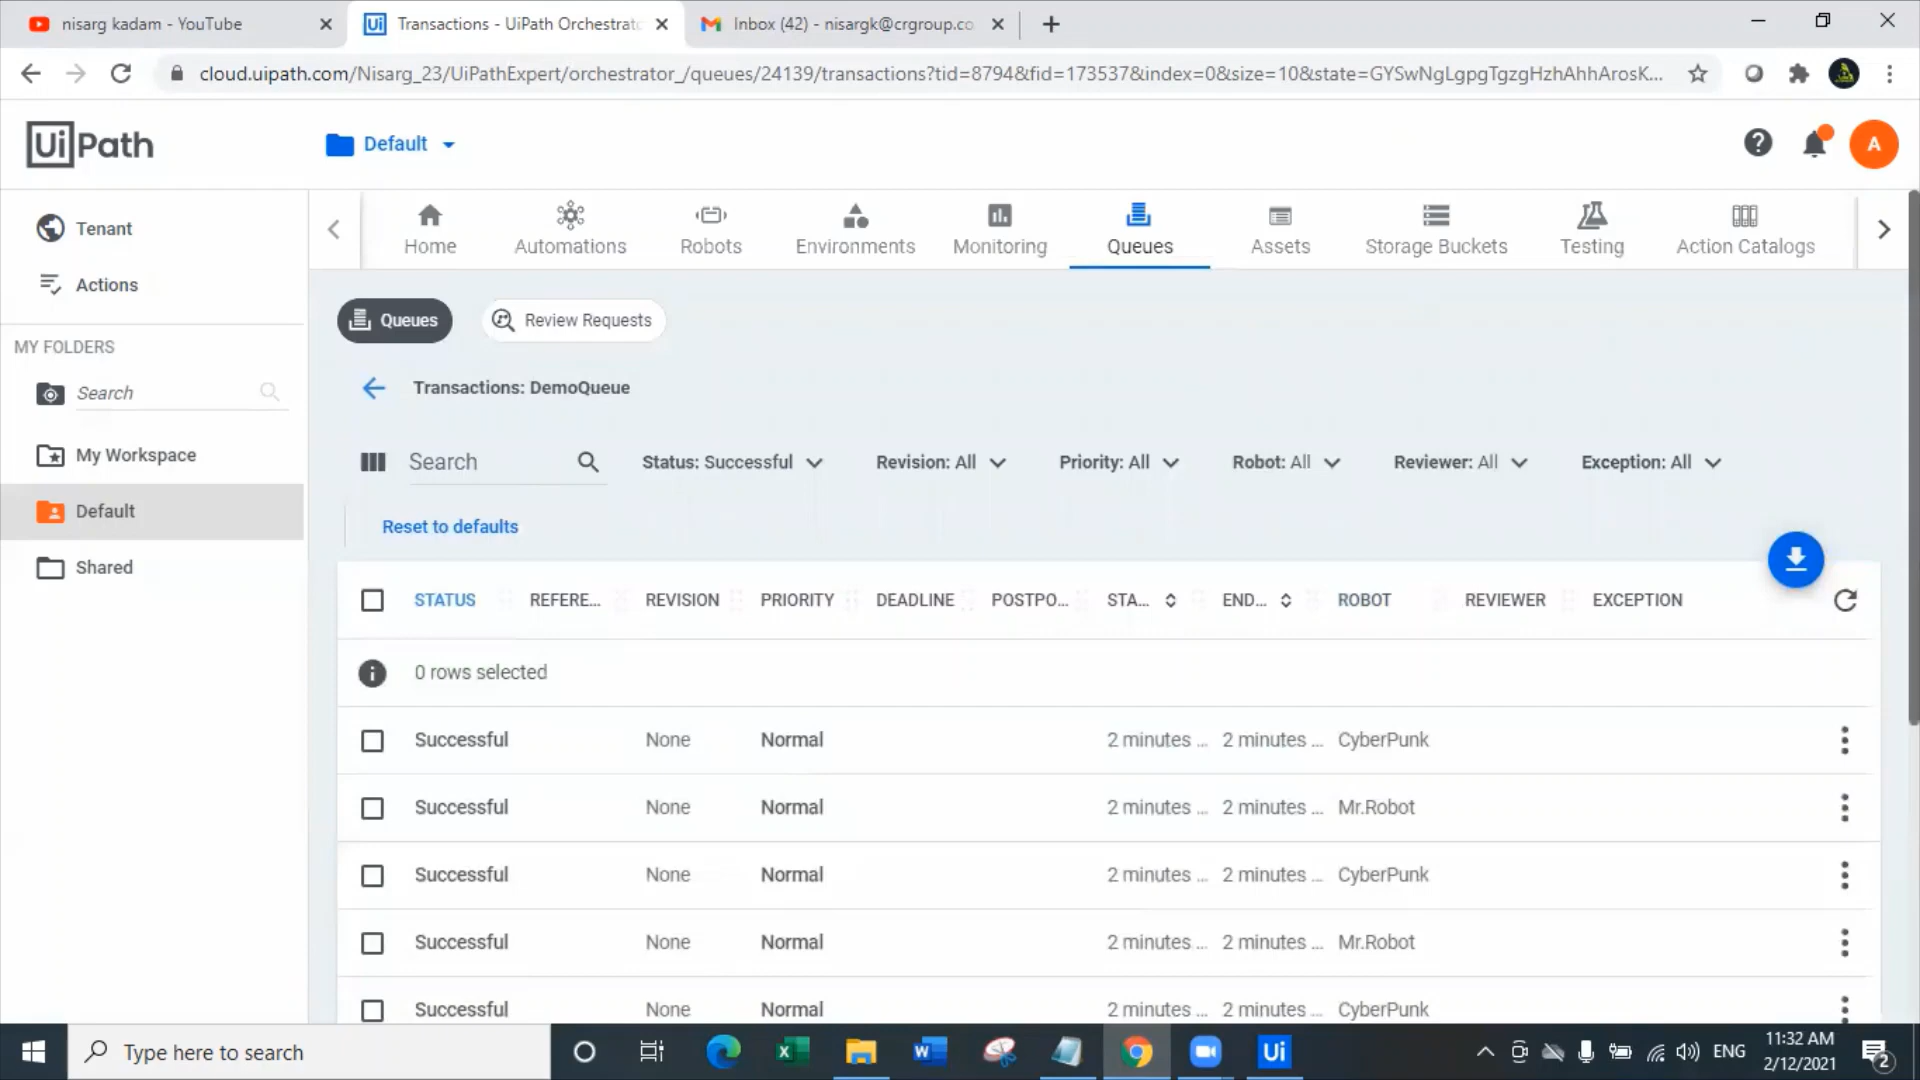 nisarg kadam - YouTube
Transactions - UiPath Orchestrato
Inbox (42) - nisargk@crgroup.co
cloud.uipath.com/Nisarg_23/UiPathExpert/orchestrator_/queues/24139/transactions?tid=8794&fid=173537&index=0&size=10&state=GYSwNgLgpgTgzgHzhAhhArosK...
UiPath
Default
A
Tenant
Actions
MY FOLDERS
Search
My Workspace
Default
Shared
Home
Automations
Robots
Environments
Monitoring
Queues
Assets
Storage Buckets
Testing
Action Catalogs
Queues
Review Requests
Transactions: DemoQueue
Search
Status: Successful
Revision: All
Priority: All
Robot: All
Reviewer: All
Exception: All
Reset to defaults
STATUS REFERE... REVISION PRIORITY DEADLINE POSTPO... STA... END... ROBOT REVIEWER EXCEPTION
0 rows selected
Successful None Normal 2 minutes ... 2 minutes ... CyberPunk
Successful None Normal 2 minutes ... 2 minutes ... Mr.Robot
Successful None Normal 2 minutes ... 2 minutes ... CyberPunk
Successful None Normal 2 minutes ... 2 minutes ... Mr.Robot
Successful None Normal 2 minutes ... 2 minutes ... CyberPunk
Type here to search
Ui
ENG
11:32 AM
2/12/2021
2